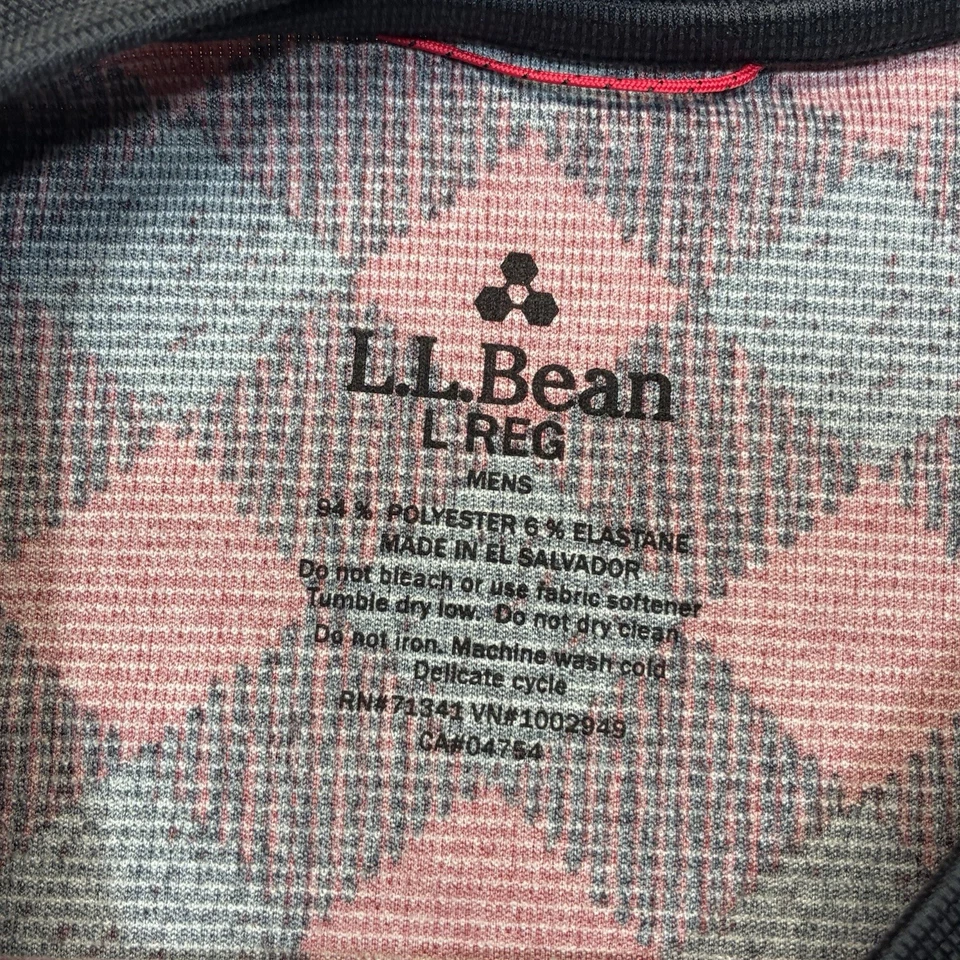 L.L.Bean
L REG
MENS
94 % POLYESTER 6 % ELASTANE
MADE IN EL SALVADOR
Do not bleach or use fabric softener
Tumble dry low. Do not dry clean
Do not iron. Machine wash cold
Delicate cycle
RN#71341 VN#1002949
CA#04754